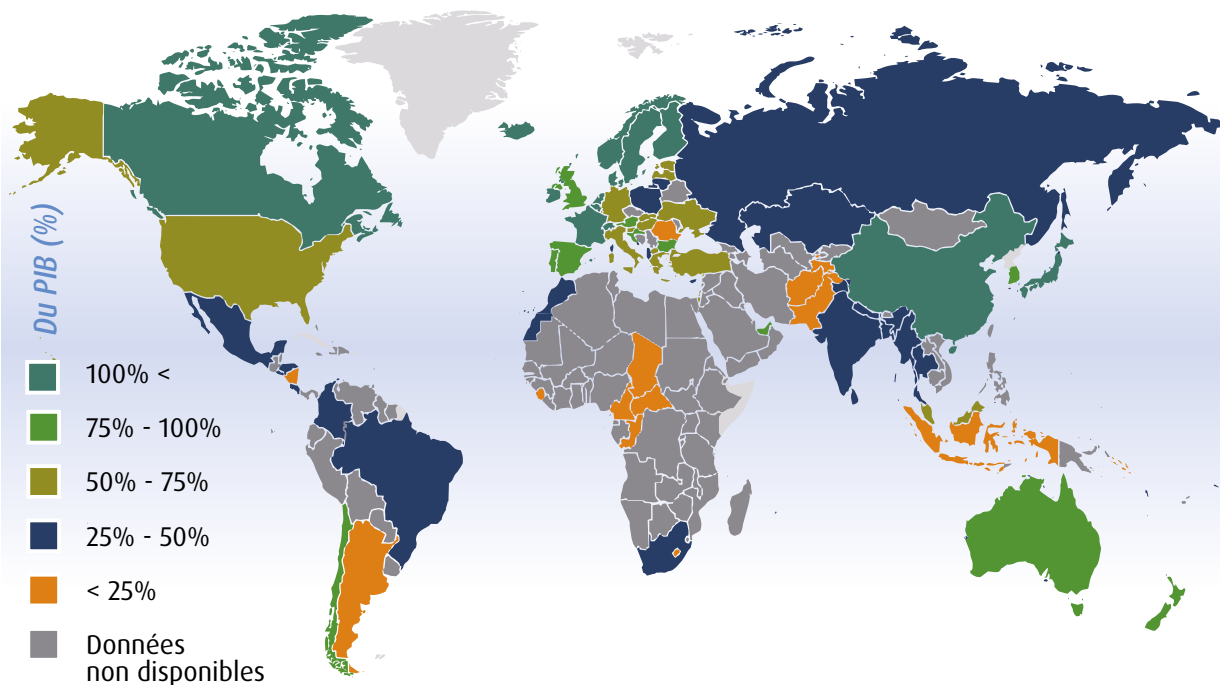 Du PIB (%)
100% <
75% - 100%
50% - 75%
25% - 50%
< 25%
Données
non disponibles